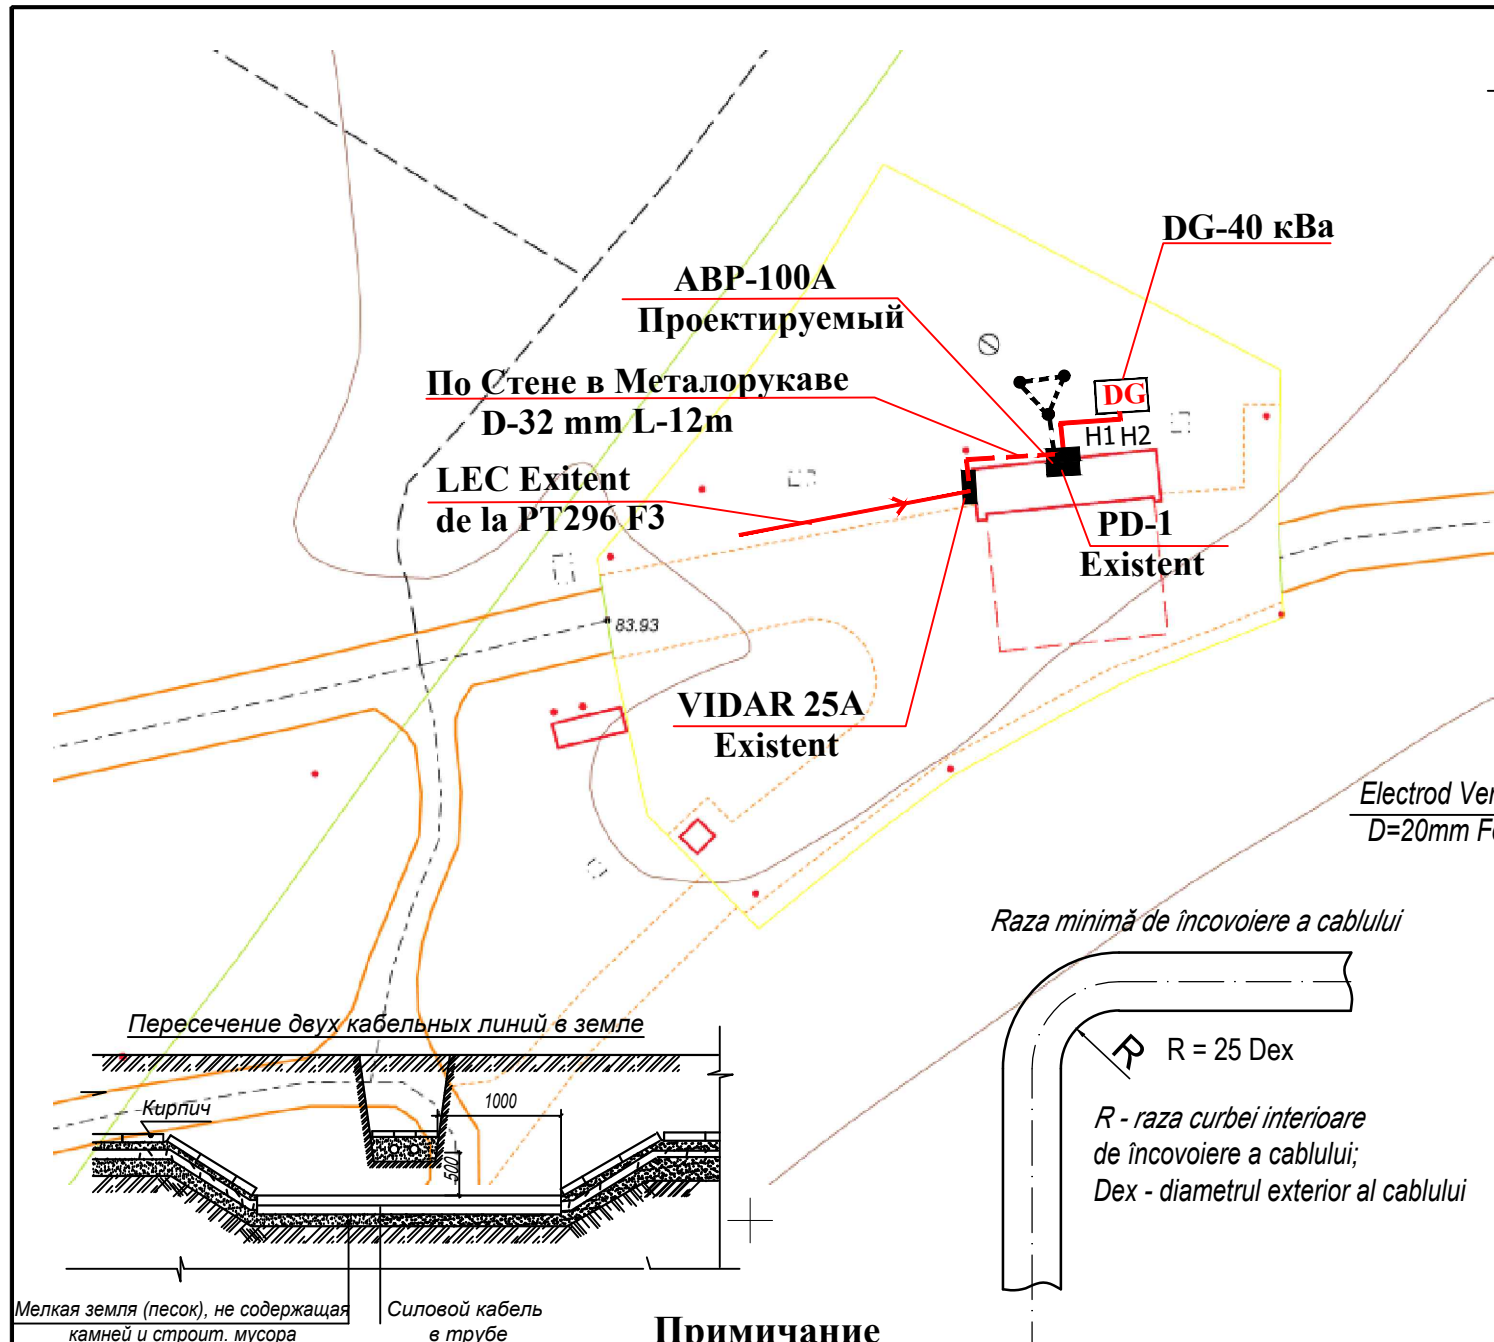 DG-40 кВа
АВР-100А
Проектируемый
По Стене в Металорукаве
D-32 mm L-12m
DG
H1 H2
LEC Exitent
de la PT296 F3
PD-1
Existent
83.93
VIDAR 25A
Existent
Electrod
D=20mm
Raza minimă de încovoiere a cablului
R
R = 25 Dex
R - raza curbei interioare
de încovoiere a cablului;
Dex - diametrul exterior al cablului
Пересечение двух кабельных линий в земле
Кирпич
1000
500
Мелкая земля (песок), не содержащая
камней и строит. мусора
Силовой кабель
в трубе
Примичание